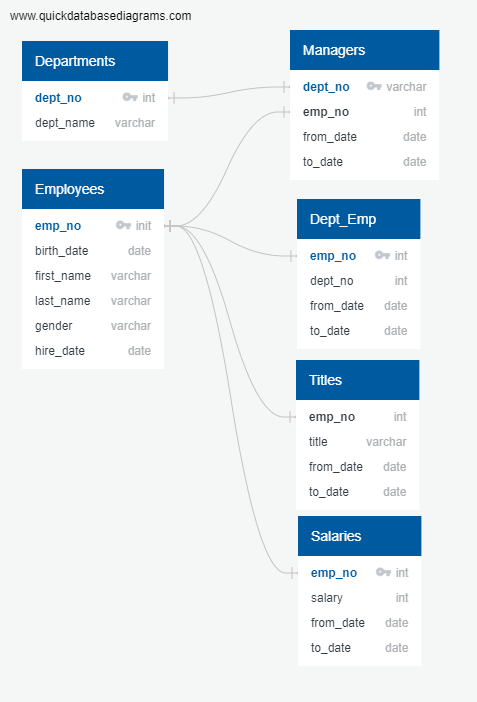 www.quickdatabasediagrams.com
Departments
dept_no int
dept_name varchar
Managers
dept_no varchar
emp_no int
from_date date
to_date date
Employees
emp_no init
birth_date date
first_name varchar
last_name varchar
gender varchar
hire_date date
Dept_Emp
emp_no int
dept_no int
from_date date
to_date date
Titles
emp_no int
title varchar
from_date date
to_date date
Salaries
emp_no int
salary int
from_date date
to_date date